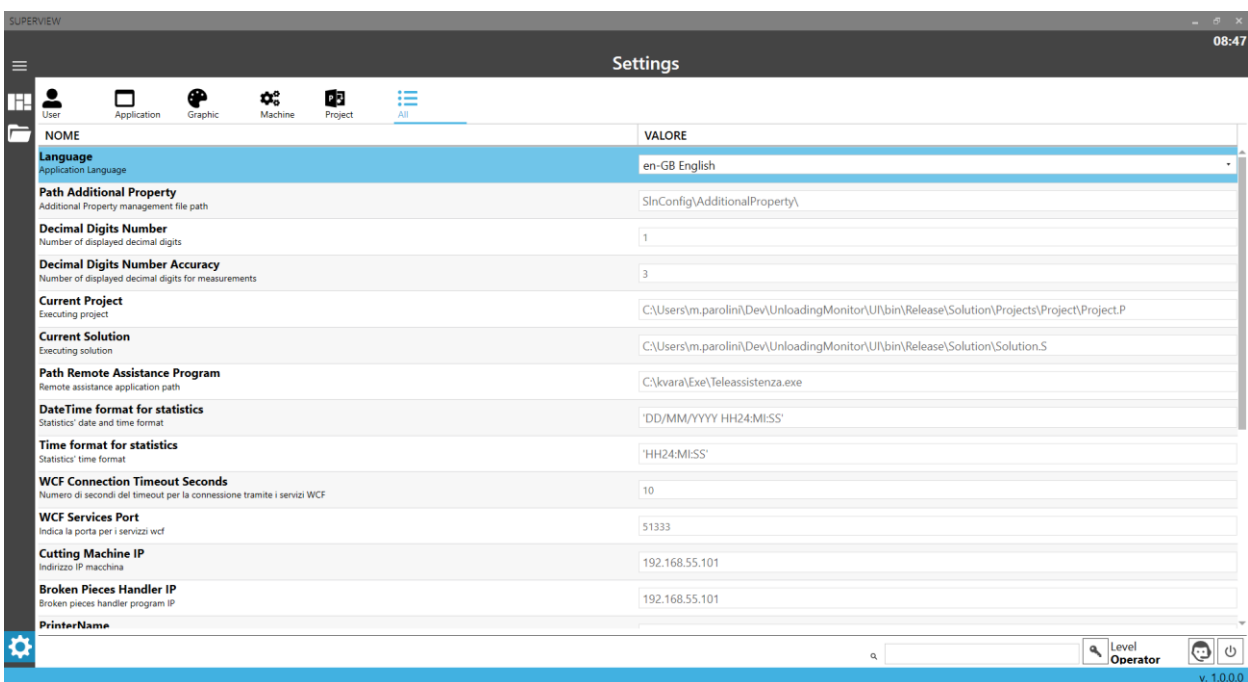 SUPERVIEW
08:47
Settings
User Application Graphic Machine Project All
NOME VALORE
Language
Application Language
en-GB English
Path Additional Property
Additional Property management file path
SlnConfig\AdditionalProperty\
Decimal Digits Number
Number of displayed decimal digits
1
Decimal Digits Number Accuracy
Number of displayed decimal digits for measurements
3
Current Project
Executing project
C:\Users\m.parolini\Dev\UnloadingMonitor\UI\bin\Release\Solution\Projects\Project\Project.P
Current Solution
Executing solution
C:\Users\m.parolini\Dev\UnloadingMonitor\UI\bin\Release\Solution\Solution.S
Path Remote Assistance Program
Remote assistance application path
C:\kvara\Exe\Teleassistenza.exe
DateTime format for statistics
Statistics' date and time format
'DD/MM/YYYY HH24:MI:SS'
Time format for statistics
Statistics' time format
'HH24:MI:SS'
WCF Connection Timeout Seconds
Numero di secondi del timeout per la connessione tramite i servizi WCF
10
WCF Services Port
Indica la porta per i servizzi wcf
51333
Cutting Machine IP
Indirizzo IP macchina
192.168.55.101
Broken Pieces Handler IP
Broken pieces handler program IP
192.168.55.101
PrinterName
Level
Operator
v. 1.0.0.0